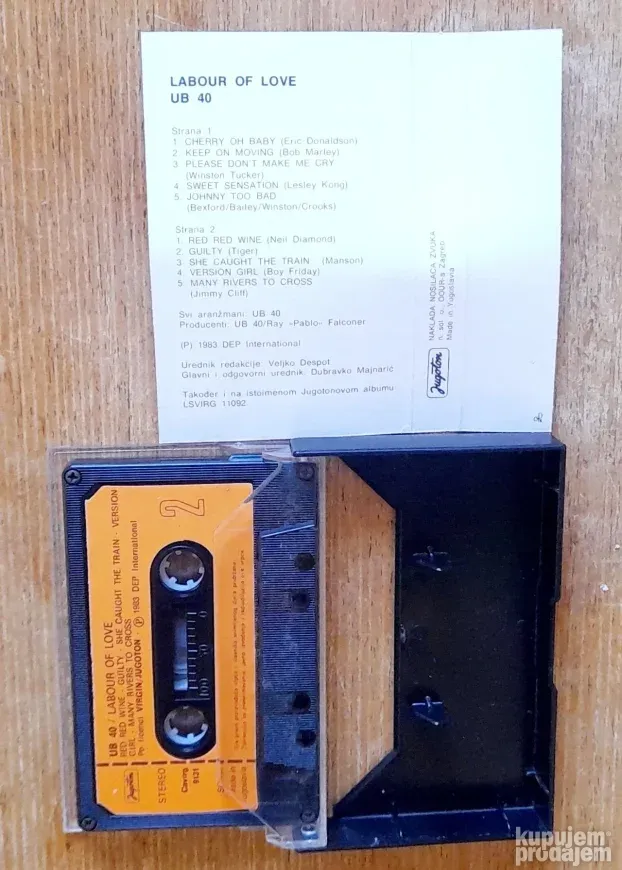 LABOUR OF LOVE
UB 40
Strana 1
1 CHERRY OH BABY (Eric Donaldson)
2 KEEP ON MOVING (Bob Marley)
3 PLEASE DON'T MAKE ME CRY
(Winston Tucker)
4 SWEET SENSATION (Lesley Kong)
5 JOHNNY TOO BAD
(Bexford/Bailey/Winston/Crooks)
Strana 2
1. RED RED WINE (Neil Diamond)
2 GUILTY (Tiger)
3 SHE CAUGHT THE TRAIN (Manson)
4 VERSION GIRL (Boy Friday)
5 MANY RIVERS TO CROSS
(Jimmy Cliff)
Svi aranžmani: UB 40
Producenti: UB 40/Ray »Pablo« Falconer
(P) 1983 DEP International
Urednik redakcije: Veljko Despot
Glavni i odgovorni urednik: Dubravko Majnarić
Također i na istoimenom Jugotonovom albumu
LSVIRG 11092
NAKLADA NOSILACA ZVUKA
n. sol. o., DOUR-a Zagreb
Made in Yugoslavia
Jugoton
2
UB 40 / LABOUR OF LOVE
RED RED WINE · GUILTY · SHE CAUGHT THE TRAIN · VERSION
GIRL · MANY RIVERS TO CROSS
Po licenci VIRGIN/JUGOTON Ⓟ 1983 DEP International
100 50 0
Jugoton
STEREO
Cavirg
9121
kupujem
prodajem